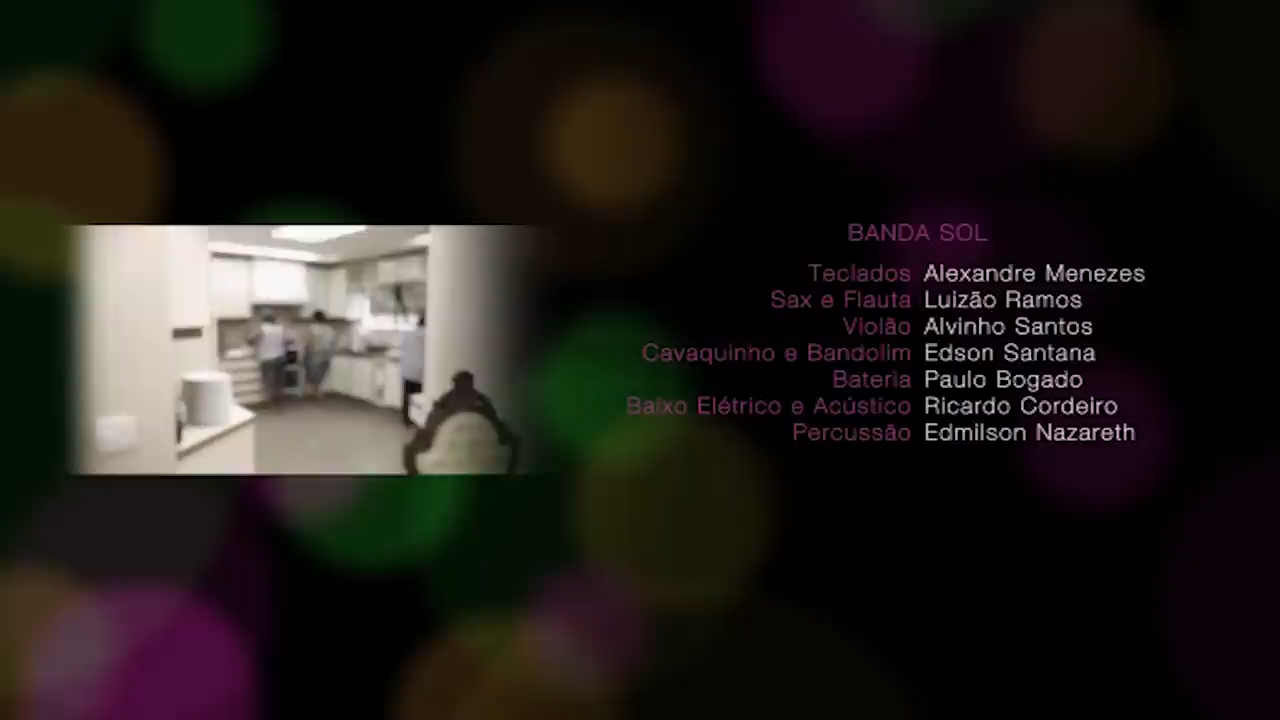 BANDA SOL
Teclados Alexandre Menezes
Sax e Flauta Luizão Ramos
Violão Alvinho Santos
Cavaquinho e Bandolim Edson Santana
Bateria Paulo Bogado
Baixo Elétrico e Acústico Ricardo Cordeiro
Percussão Edmilson Nazareth